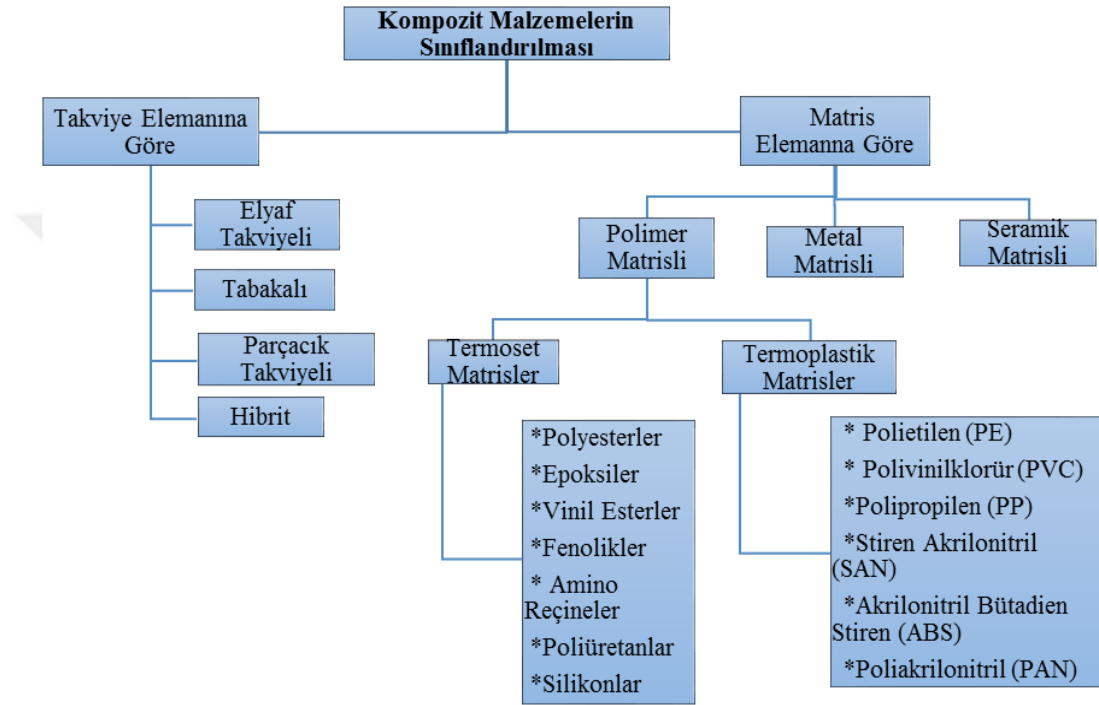 Kompozit Malzemelerin
Sınıflandırılması
Takviye Elemanına
Göre
Elyaf
Takviyeli
Tabakalı
Parçacık
Takviyeli
Hibrit
Matris
Elemanna Göre
Polimer
Matrisli
Metal
Matrisli
Seramik
Matrisli
Termoset
Matrisler
*Polyesterler
*Epoksiler
*Vinil Esterler
*Fenolikler
* Amino
Reçineler
*Poliüretanlar
*Silikonlar
Termoplastik
Matrisler
* Polietilen (PE)
* Polivinilklorür (PVC)
*Polipropilen (PP)
*Stiren Akrilonitril
(SAN)
*Akrilonitril Bütadien
Stiren (ABS)
*Poliakrilonitril (PAN)